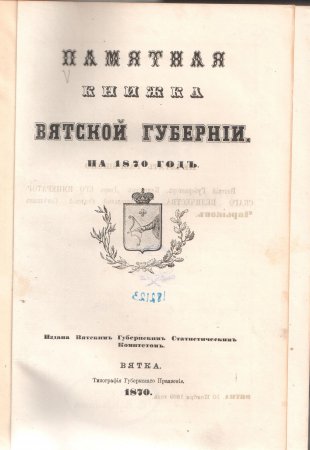 ПАМЯТНАЯ
КНИЖКА
ВЯТСКОЙ ГУБЕРНІИ.
НА 1870 ГОДЪ.
Издана Вятскимъ Губернскимъ Статистическимъ
Комитетомъ.
ВЯТКА.
Типографія Губернскаго Правленія.
1870.